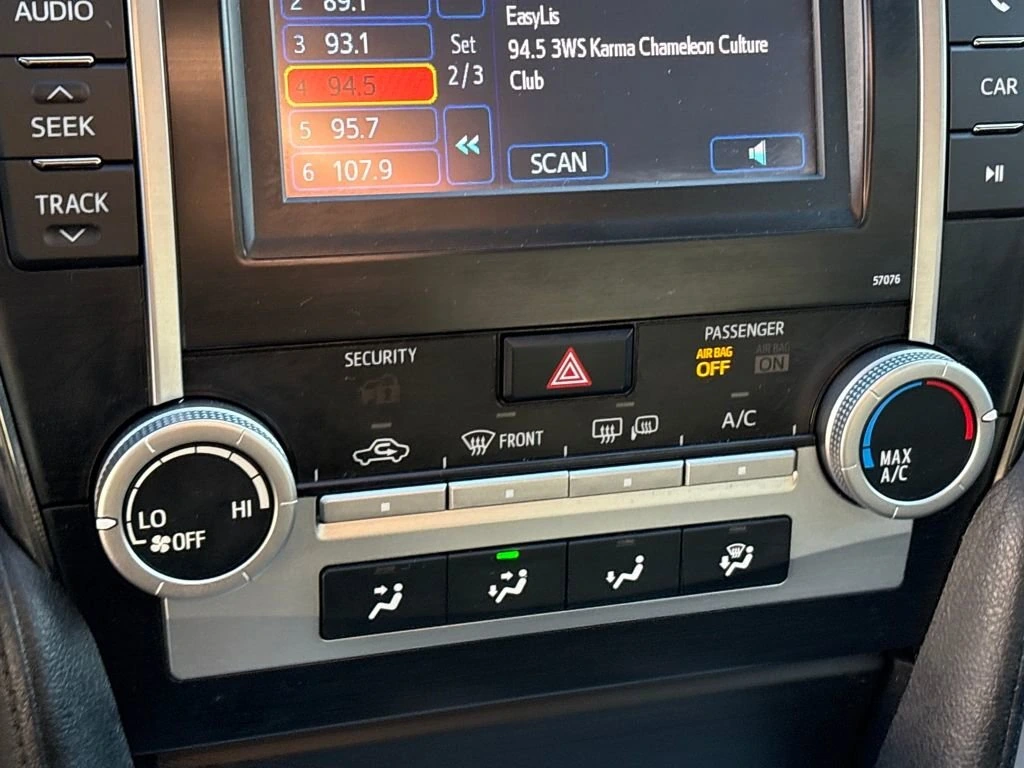 AUDIO
SEEK
TRACK
2 89.1
3 93.1
4 94.5
5 95.7
6 107.9
Set
2/3
EasyLis
94.5 3WS Karma Chameleon Culture
Club
SCAN
CAR
57076
SECURITY
PASSENGER
AIR BAG
OFF
AIR BAG
ON
FRONT
A/C
LO
HI
OFF
MAX
A/C